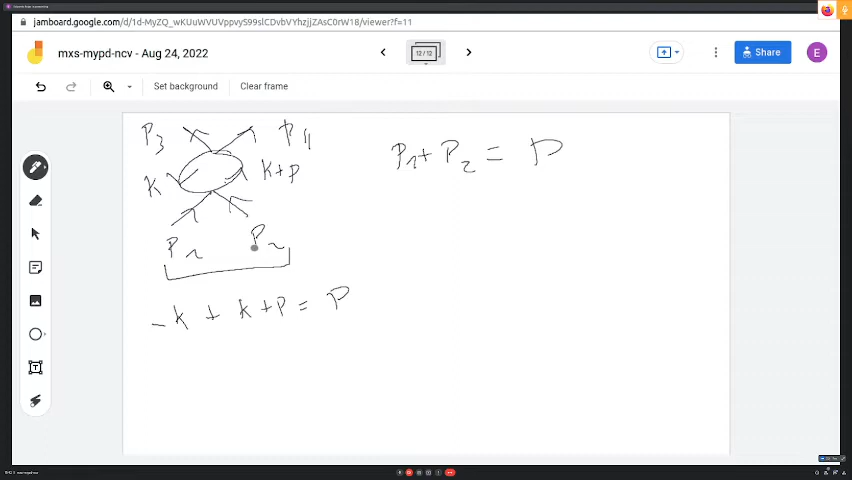 jamboard.google.com/d/1d-MyZQ_wKUuWVUVppvyS99slCDvbVYhzjjZAsC0rW18/viewer?f=11
mxs-mypd-ncv - Aug 24, 2022
12/12
Share
E
Set background
Clear frame
P3 P4
P1 + P2 = P
K K+P
P2 P2
-K + K+P = P